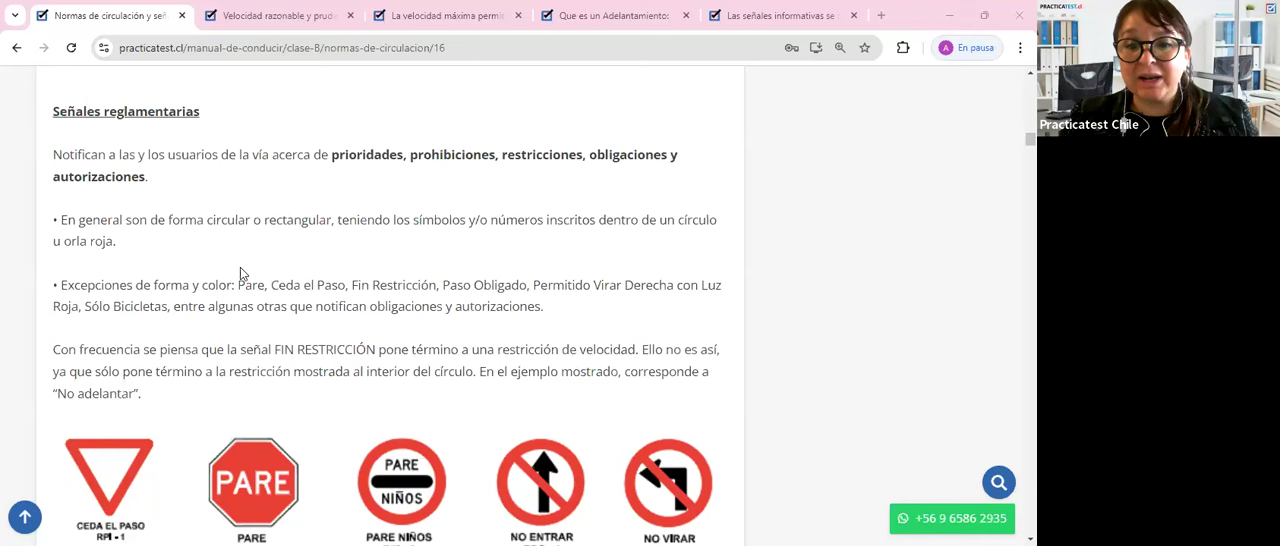 Normas de circulación y señ
Velocidad razonable y prud
La velocidad máxima permi
Que es un Adelantamiento:
Las señales informativas se
practicatest.cl/manual-de-conducir/clase-B/normas-de-circulacion/16
A
En pausa
PRACTICATEST.cl
Practicatest Chile
Señales reglamentarias
Notifican a las y los usuarios de la vía acerca de prioridades, prohibiciones, restricciones, obligaciones y
autorizaciones.
• En general son de forma circular o rectangular, teniendo los símbolos y/o números inscritos dentro de un círculo
u orla roja.
• Excepciones de forma y color: Pare, Ceda el Paso, Fin Restricción, Paso Obligado, Permitido Virar Derecha con Luz
Roja, Sólo Bicicletas, entre algunas otras que notifican obligaciones y autorizaciones.
Con frecuencia se piensa que la señal FIN RESTRICCIÓN pone término a una restricción de velocidad. Ello no es así,
ya que sólo pone término a la restricción mostrada al interior del círculo. En el ejemplo mostrado, corresponde a
“No adelantar”.
PARE
PARE
NIÑOS
CEDA EL PASO
RPI - 1
PARE
PARE NIÑOS
NO ENTRAR
NO VIRAR
+56 9 6586 2935